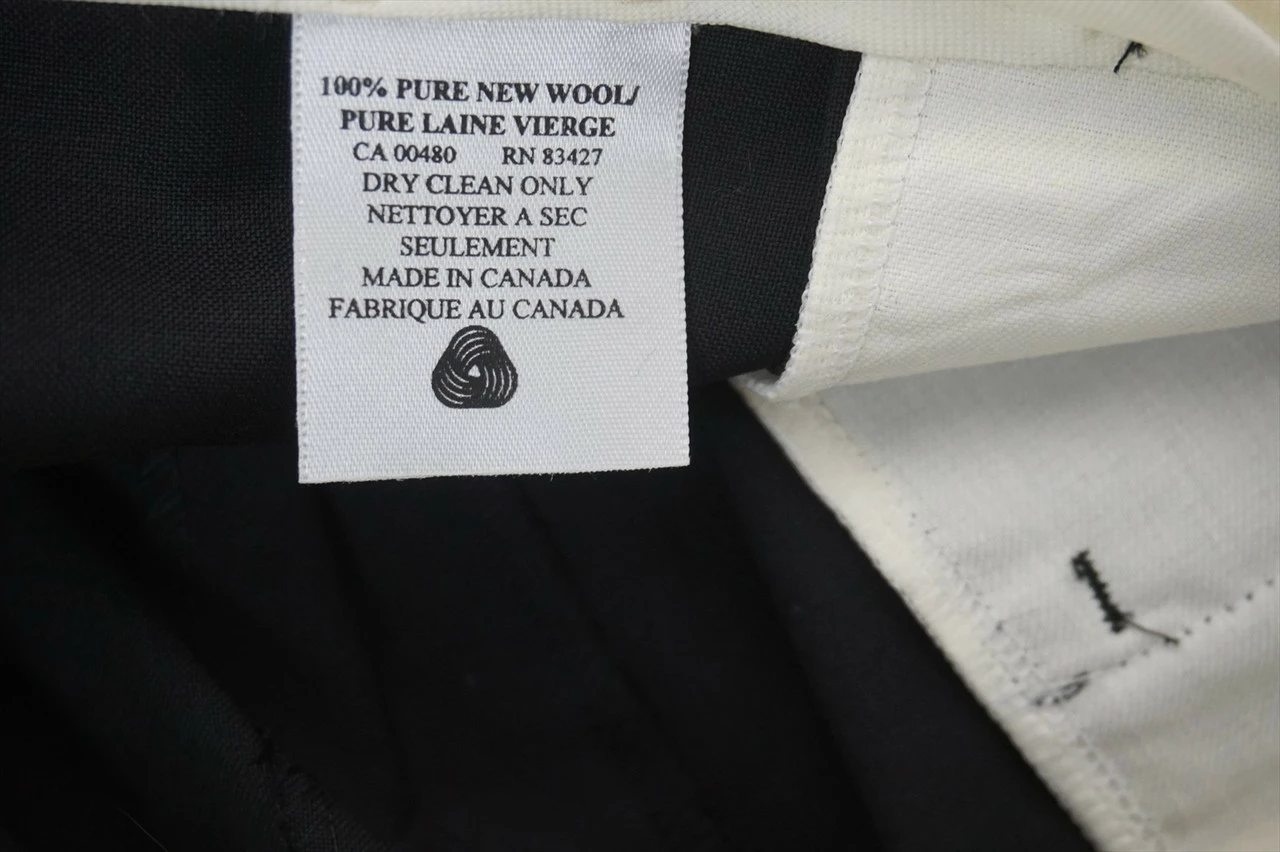 100% PURE NEW WOOL/
PURE LAINE VIERGE
CA 00480 RN 83427
DRY CLEAN ONLY
NETTOYER A SEC
SEULEMENT
MADE IN CANADA
FABRIQUE AU CANADA